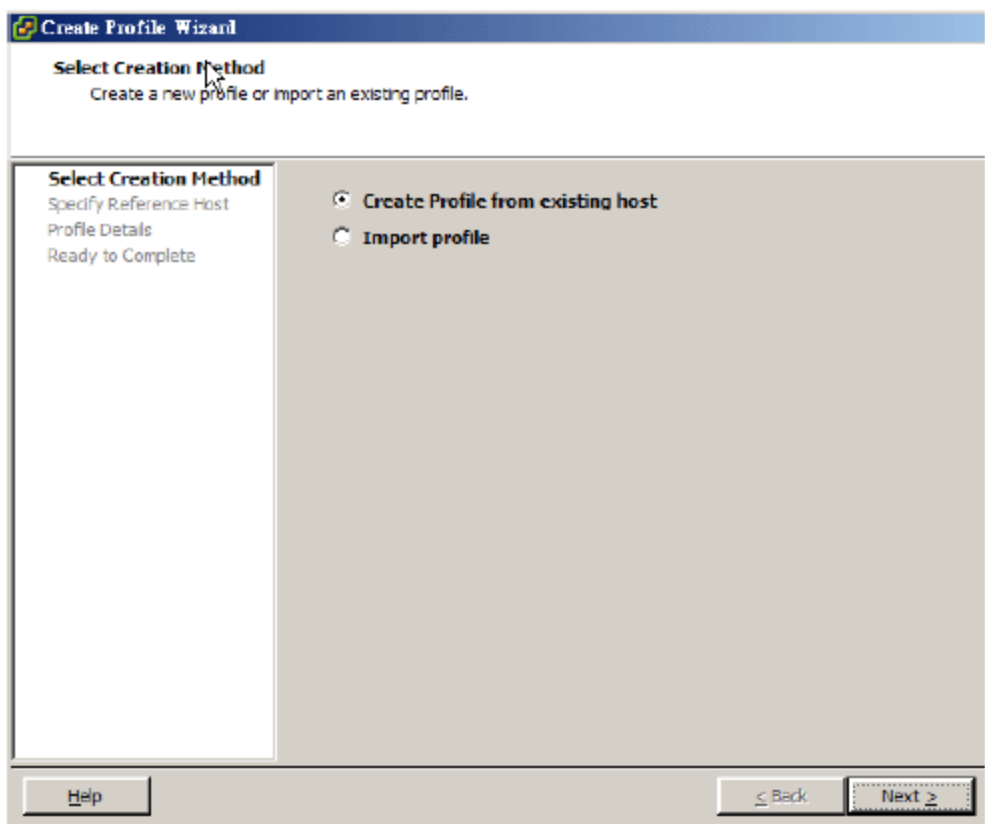 Create Profile Wizard
Select Creation Method
Create a new profile or import an existing profile.
Select Creation Method
Specify Reference Host
Profile Details
Ready to Complete
Create Profile from existing host
Import profile
Help
< Back
Next >